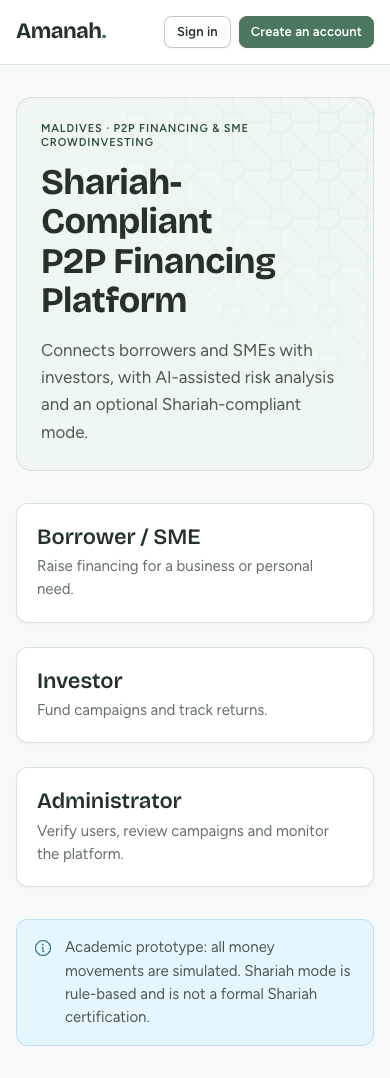 Amanah.
Sign in
Create an account
MALDIVES · P2P FINANCING & SME
CROWDINVESTING
Shariah-
Compliant
P2P Financing
Platform
Connects borrowers and SMEs with
investors, with AI-assisted risk analysis
and an optional Shariah-compliant
mode.
Borrower / SME
Raise financing for a business or personal
need.
Investor
Fund campaigns and track returns.
Administrator
Verify users, review campaigns and monitor
the platform.
Academic prototype: all money
movements are simulated. Shariah mode is
rule-based and is not a formal Shariah
certification.